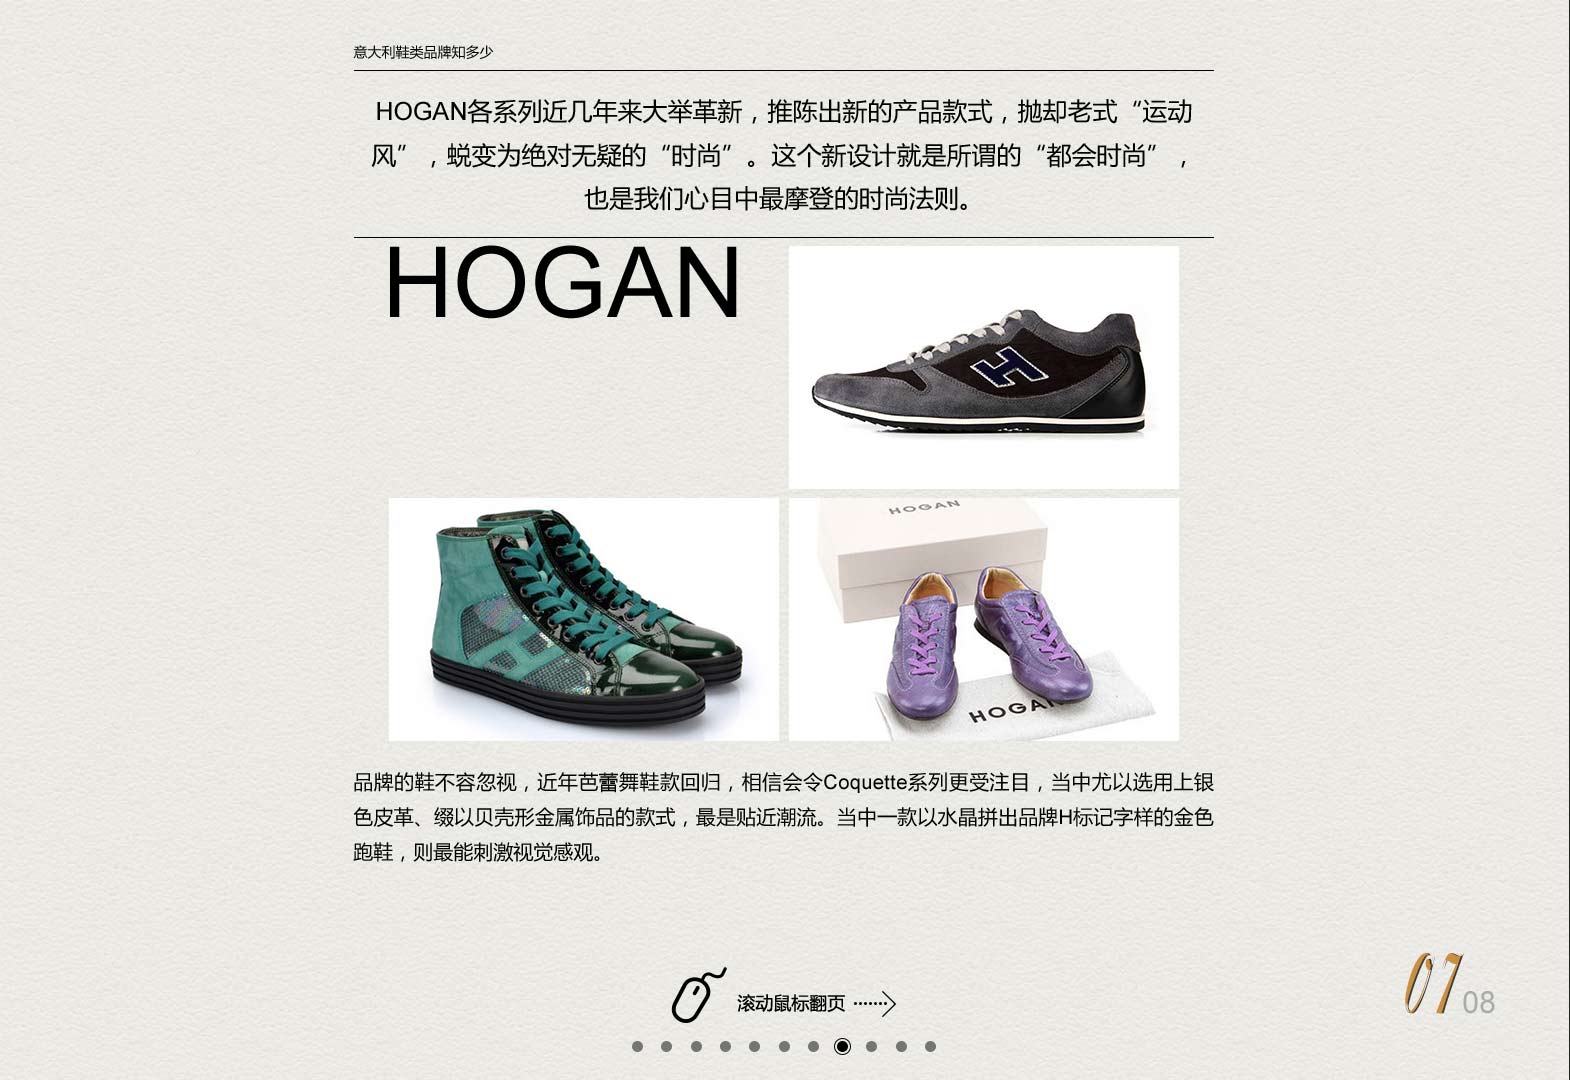 意大利鞋类品牌知多少
HOGAN各系列近几年来大举革新，推陈出新的产品款式，抛却老式“运动
风”，蜕变为绝对无疑的“时尚”。这个新设计就是所谓的“都会时尚”，
也是我们心目中最摩登的时尚法则。
HOGAN
H
HOGAN
H
HOGAN
品牌的鞋不容忽视，近年芭蕾舞鞋款回归，相信会令Coquette系列更受注目，当中尤以选用上银
色皮革、缀以贝壳形金属饰品的款式，最是贴近潮流。当中一款以水晶拼出品牌H标记字样的金色
跑鞋，则最能刺激视觉感观。
滚动鼠标翻页
07 08